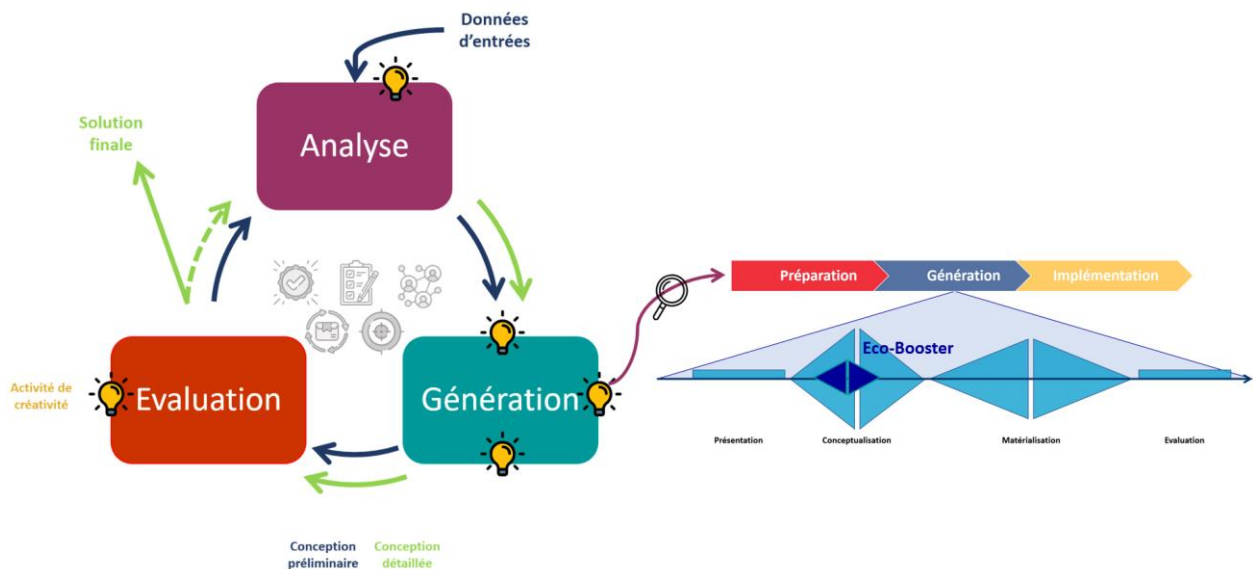 Données
d'entrées
Analyse
Solution
finale
Activité de
créativité
Evaluation
Génération
Conception
préliminaire
Conception
détaillée
Préparation
Génération
Implémentation
Eco-Booster
Présentation
Conceptualisation
Matérialisation
Evaluation